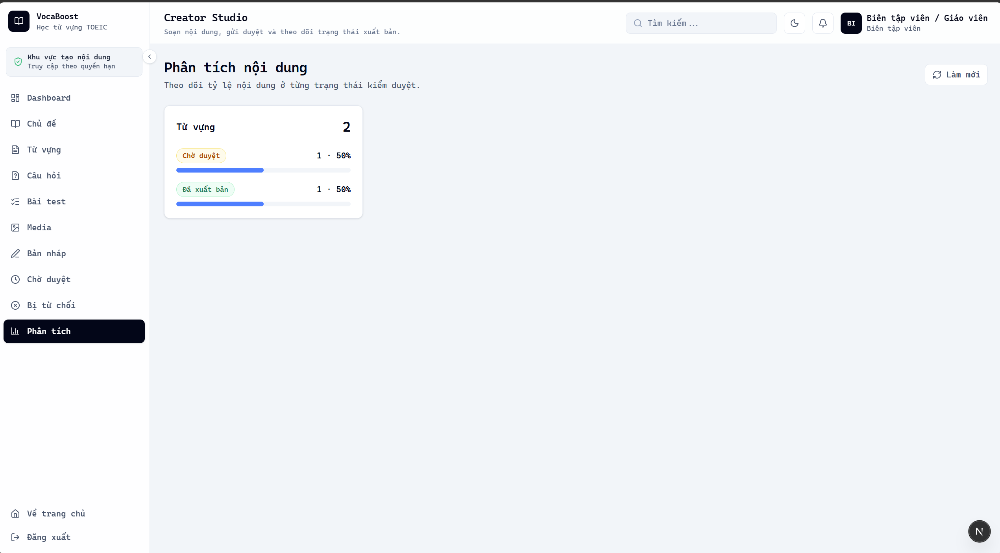 VocaBoost
Học từ vựng TOEIC
Khu vực tạo nội dung
Truy cập theo quyền hạn
Dashboard
Chủ đề
Từ vựng
Câu hỏi
Bài test
Media
Bản nháp
Chờ duyệt
Bị từ chối
Phân tích
Về trang chủ
Đăng xuất
Creator Studio
Soạn nội dung, gửi duyệt và theo dõi trạng thái xuất bản.
Tìm kiếm...
BI
Biên tập viên / Giáo viên
Biên tập viên
Phân tích nội dung
Theo dõi tỷ lệ nội dung ở từng trạng thái kiểm duyệt.
Làm mới
Từ vựng 2
Chờ duyệt 1 · 50%
Đã xuất bản 1 · 50%
N